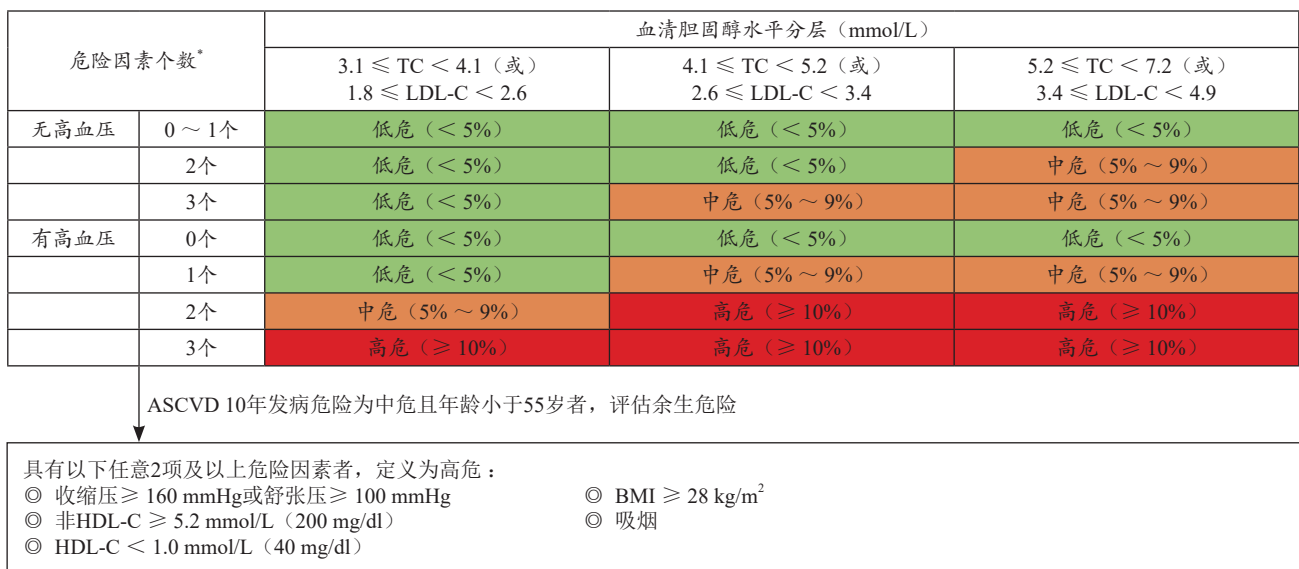 危险因素个数*
血清胆固醇水平分层（mmol/L）
3.1 ≤ TC < 4.1（或）
1.8 ≤ LDL-C < 2.6
4.1 ≤ TC < 5.2（或）
2.6 ≤ LDL-C < 3.4
5.2 ≤ TC < 7.2（或）
3.4 ≤ LDL-C < 4.9
无高血压 0 ～ 1个 低危（< 5%） 低危（< 5%） 低危（< 5%）
2个 低危（< 5%） 低危（< 5%） 中危（5% ～ 9%）
3个 低危（< 5%） 中危（5% ～ 9%） 中危（5% ～ 9%）
有高血压 0个 低危（< 5%） 低危（< 5%） 低危（< 5%）
1个 低危（< 5%） 中危（5% ～ 9%） 中危（5% ～ 9%）
2个 中危（5% ～ 9%） 高危（≥ 10%） 高危（≥ 10%）
3个 高危（≥ 10%） 高危（≥ 10%） 高危（≥ 10%）
ASCVD 10年发病危险为中危且年龄小于55岁者，评估余生危险
具有以下任意2项及以上危险因素者，定义为高危：
◎ 收缩压≥ 160 mmHg或舒张压≥ 100 mmHg
◎ 非HDL-C ≥ 5.2 mmol/L（200 mg/dl）
◎ HDL-C < 1.0 mmol/L（40 mg/dl）
◎ BMI ≥ 28 kg/m²
◎ 吸烟